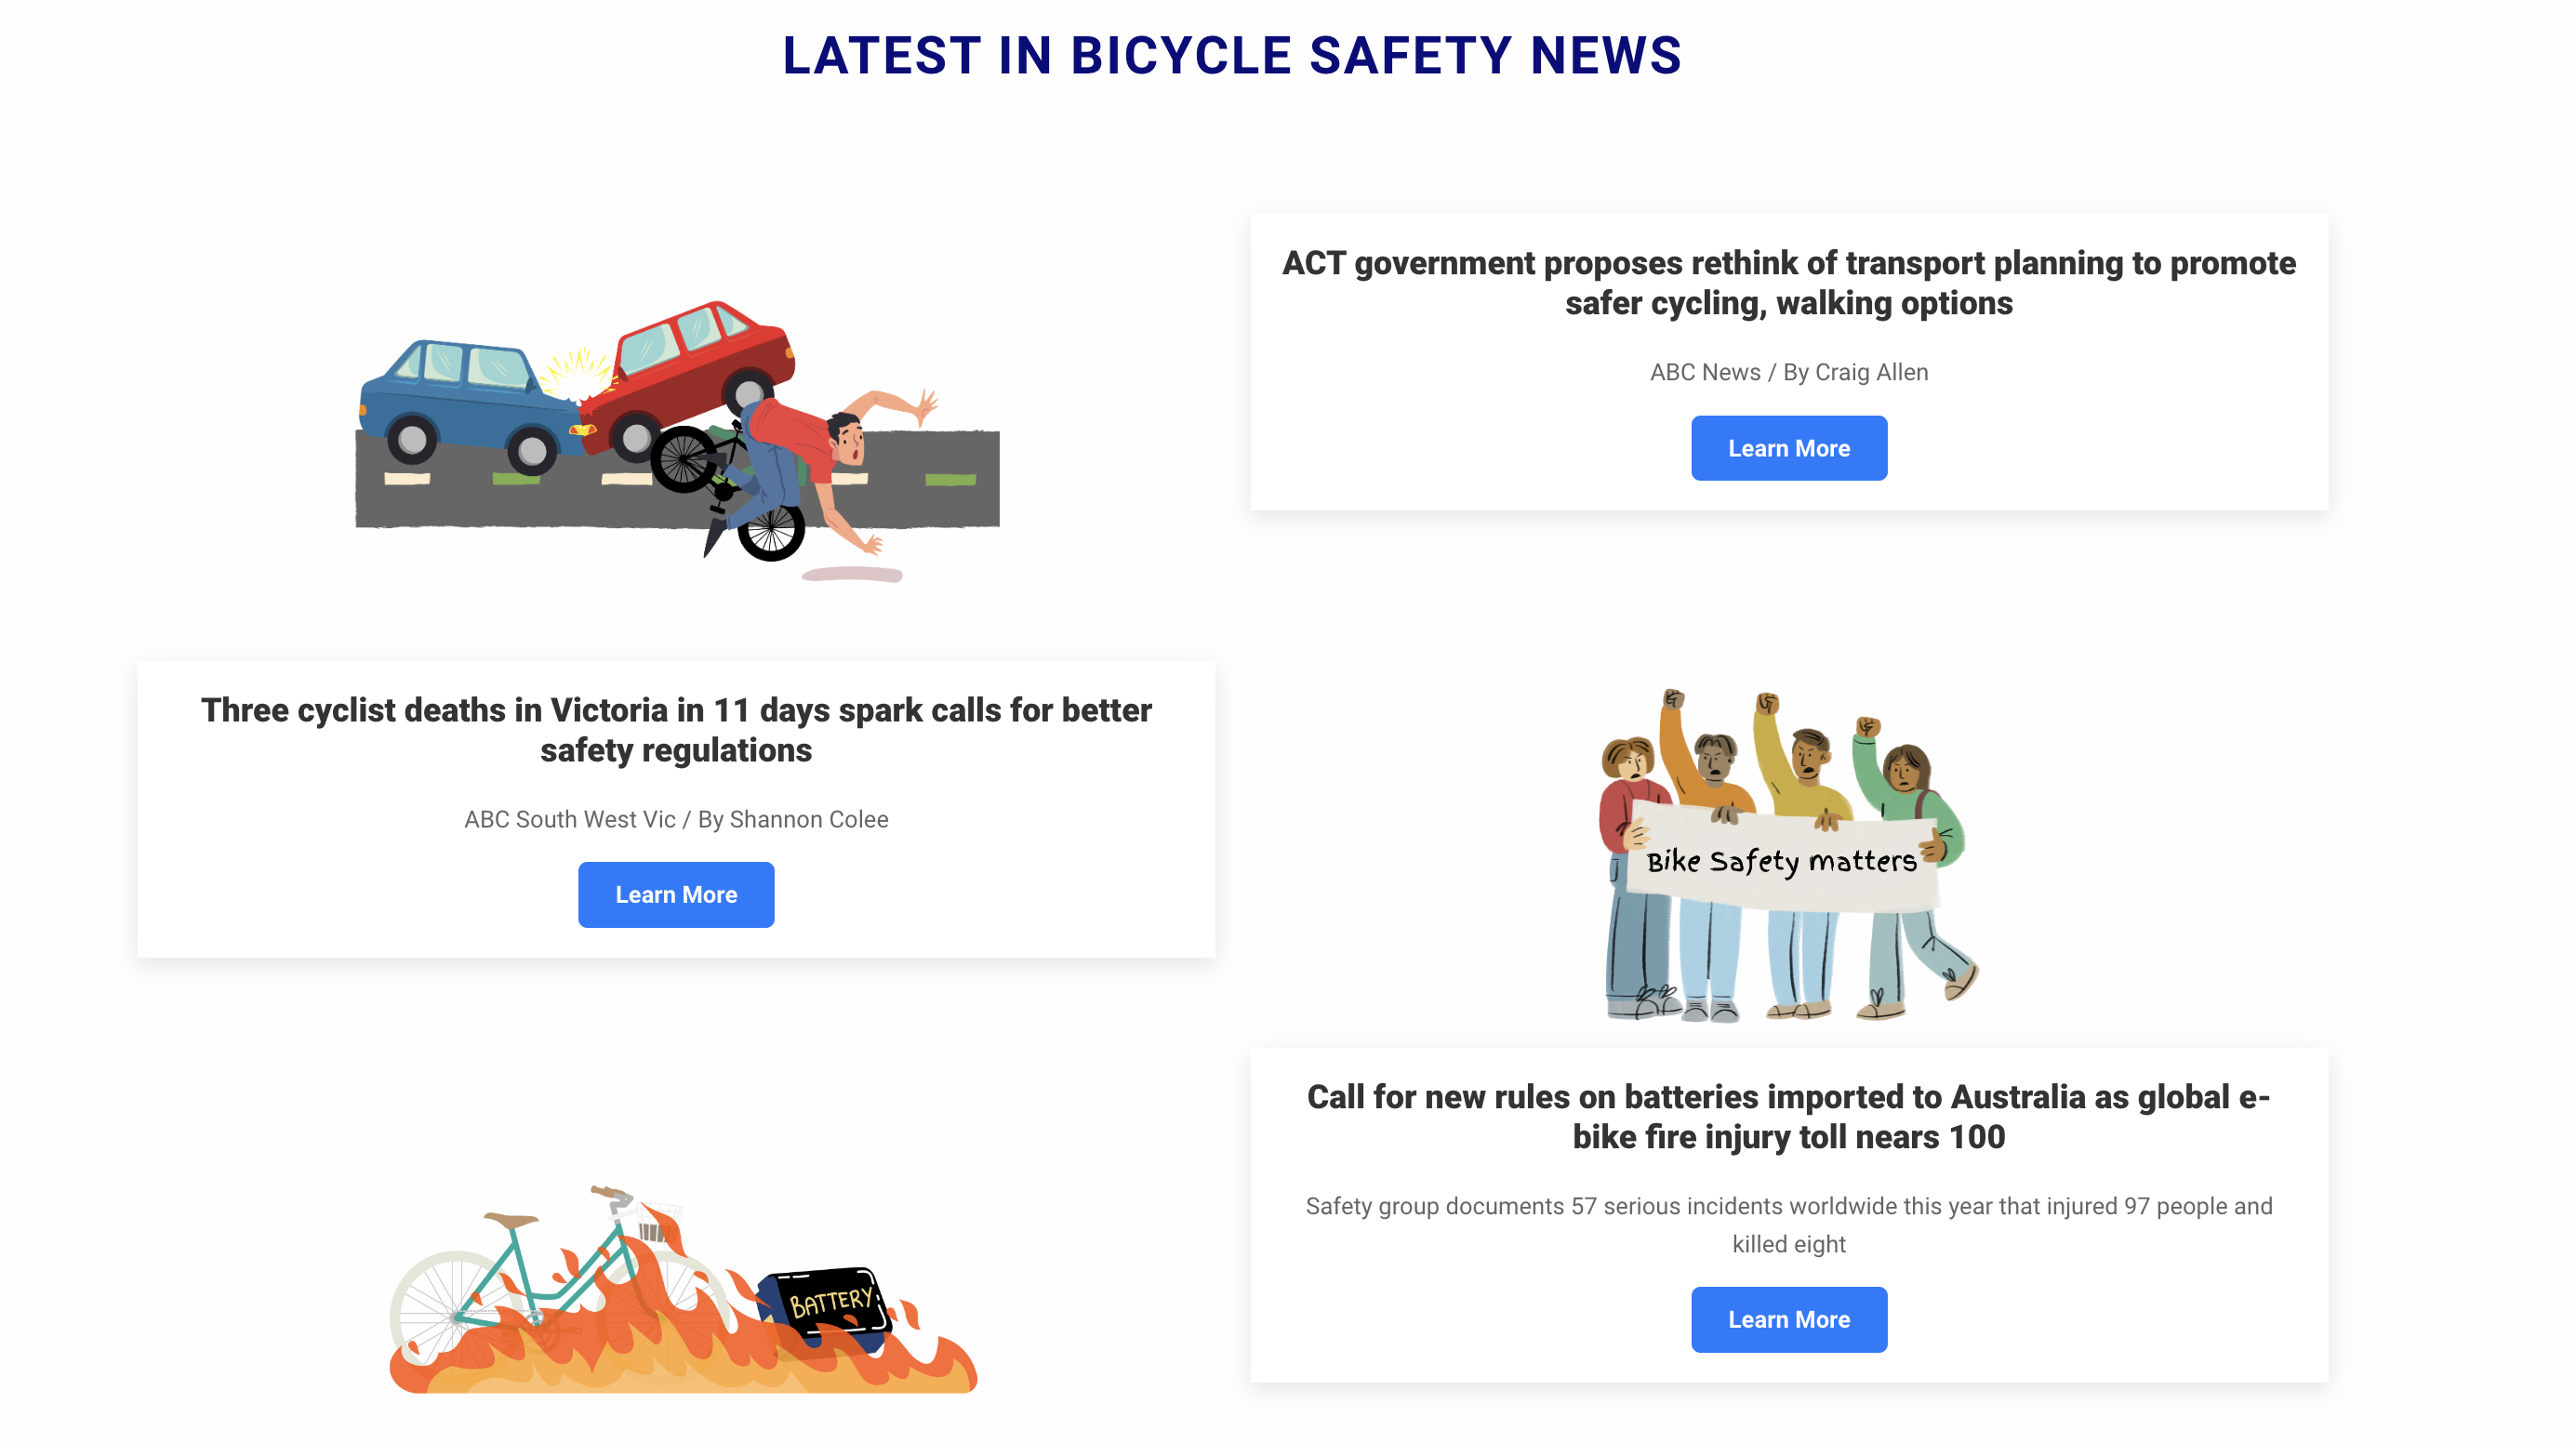 LATEST IN BICYCLE SAFETY NEWS
ACT government proposes rethink of transport planning to promote
safer cycling, walking options
ABC News / By Craig Allen
Learn More
Three cyclist deaths in Victoria in 11 days spark calls for better
safety regulations
ABC South West Vic / By Shannon Colee
Learn More
Bike Safety matters
Call for new rules on batteries imported to Australia as global e-
bike fire injury toll nears 100
Safety group documents 57 serious incidents worldwide this year that injured 97 people and
killed eight
Learn More
BATTERY